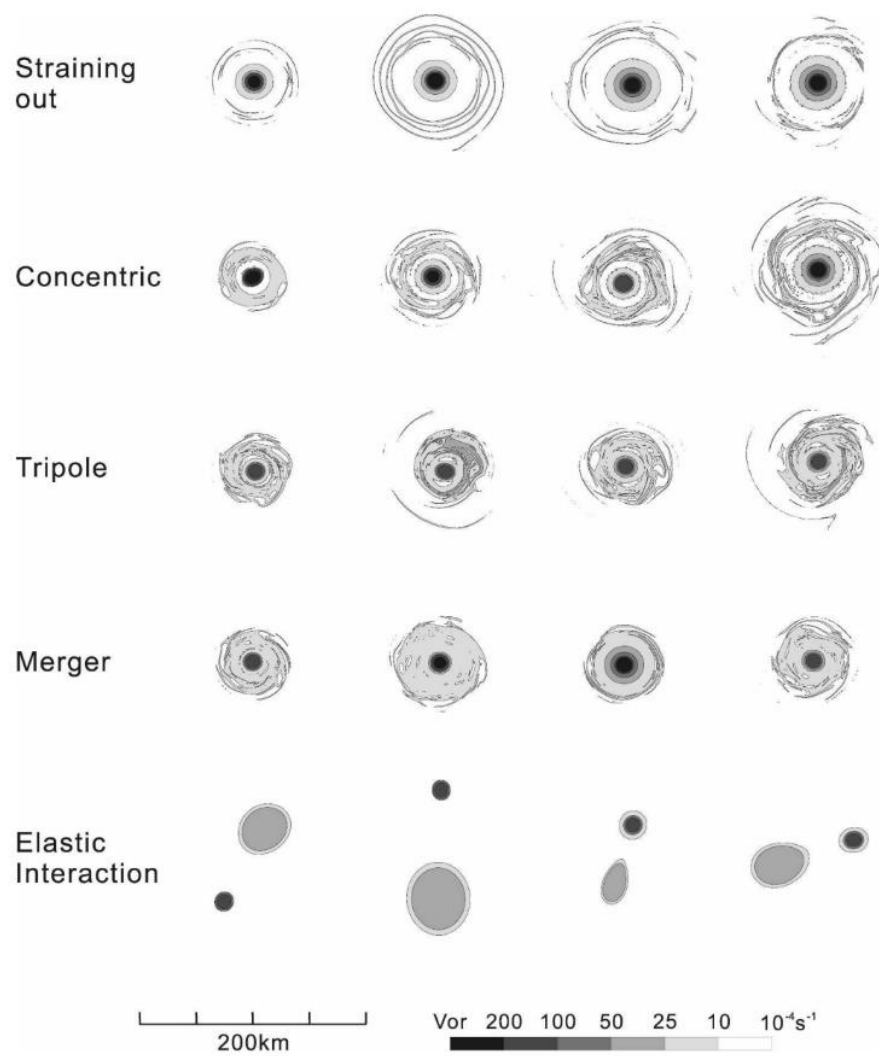 Straining
out
Concentric
Tripole
Merger
Elastic
Interaction
200km
Vor 200 100 50 25 10 10⁻⁴s⁻¹